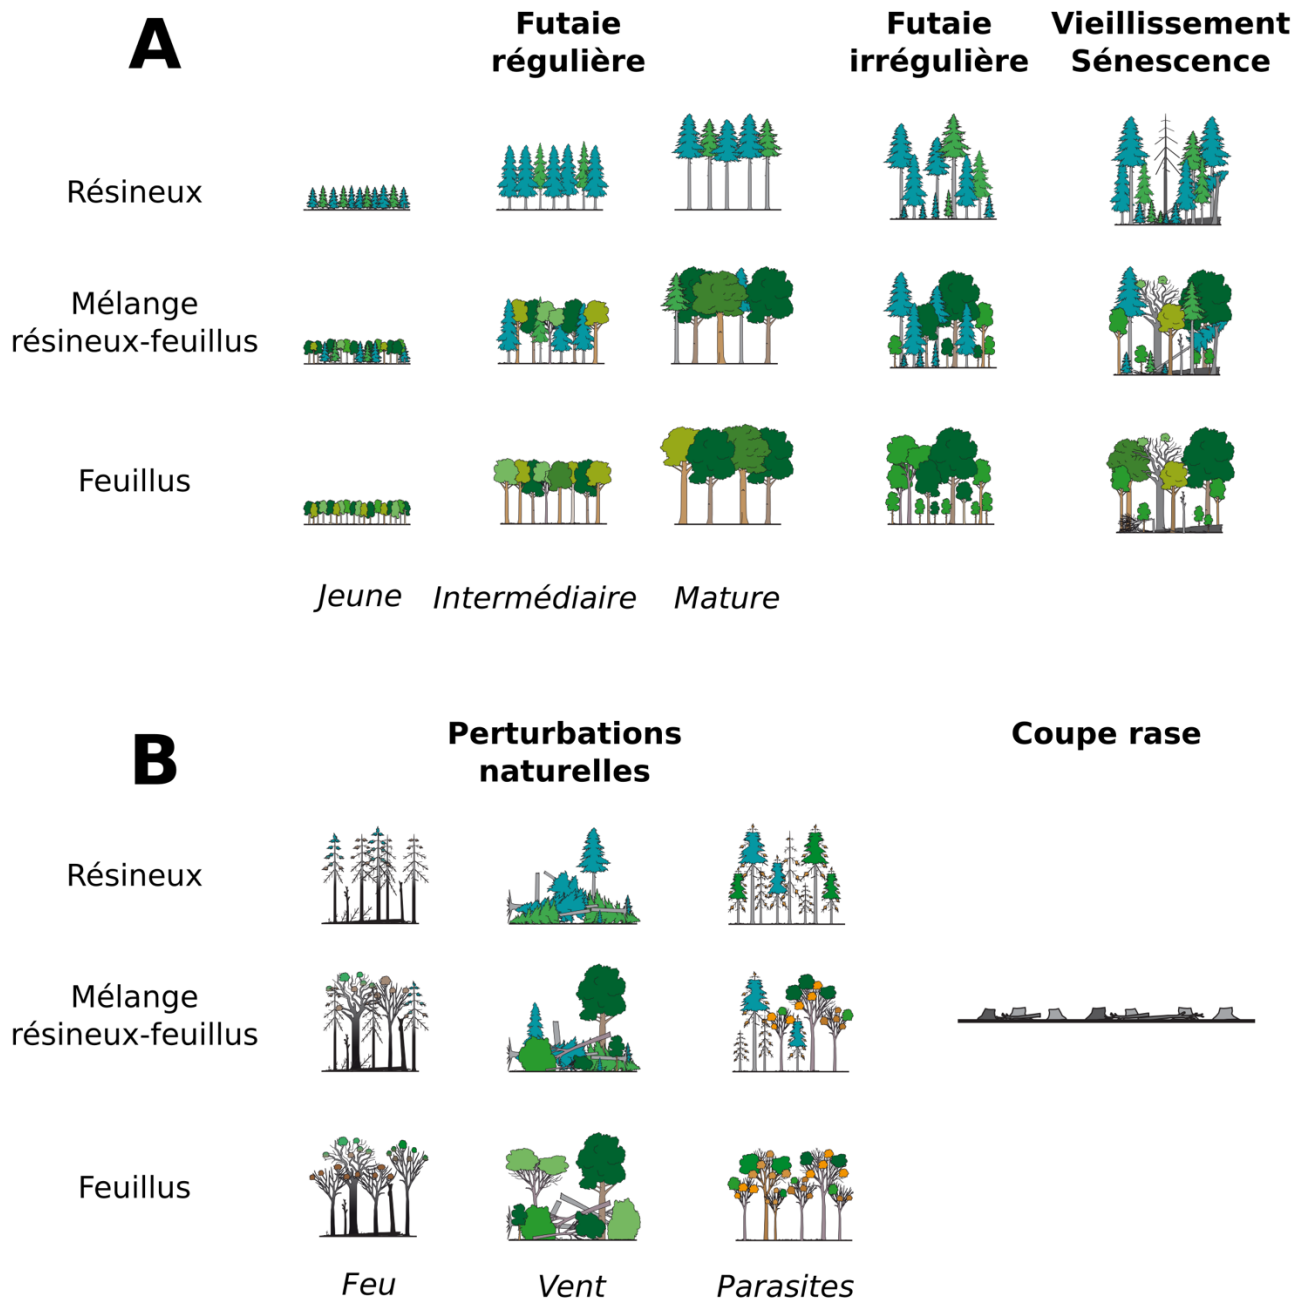 A
Futaie
régulière
Futaie
irrégulière
Vieillissement
Sénescence
Résineux
Mélange
résineux-feuillus
Feuillus
Jeune
Intermédiaire
Mature
B
Perturbations
naturelles
Coupe rase
Résineux
Mélange
résineux-feuillus
Feuillus
Feu
Vent
Parasites